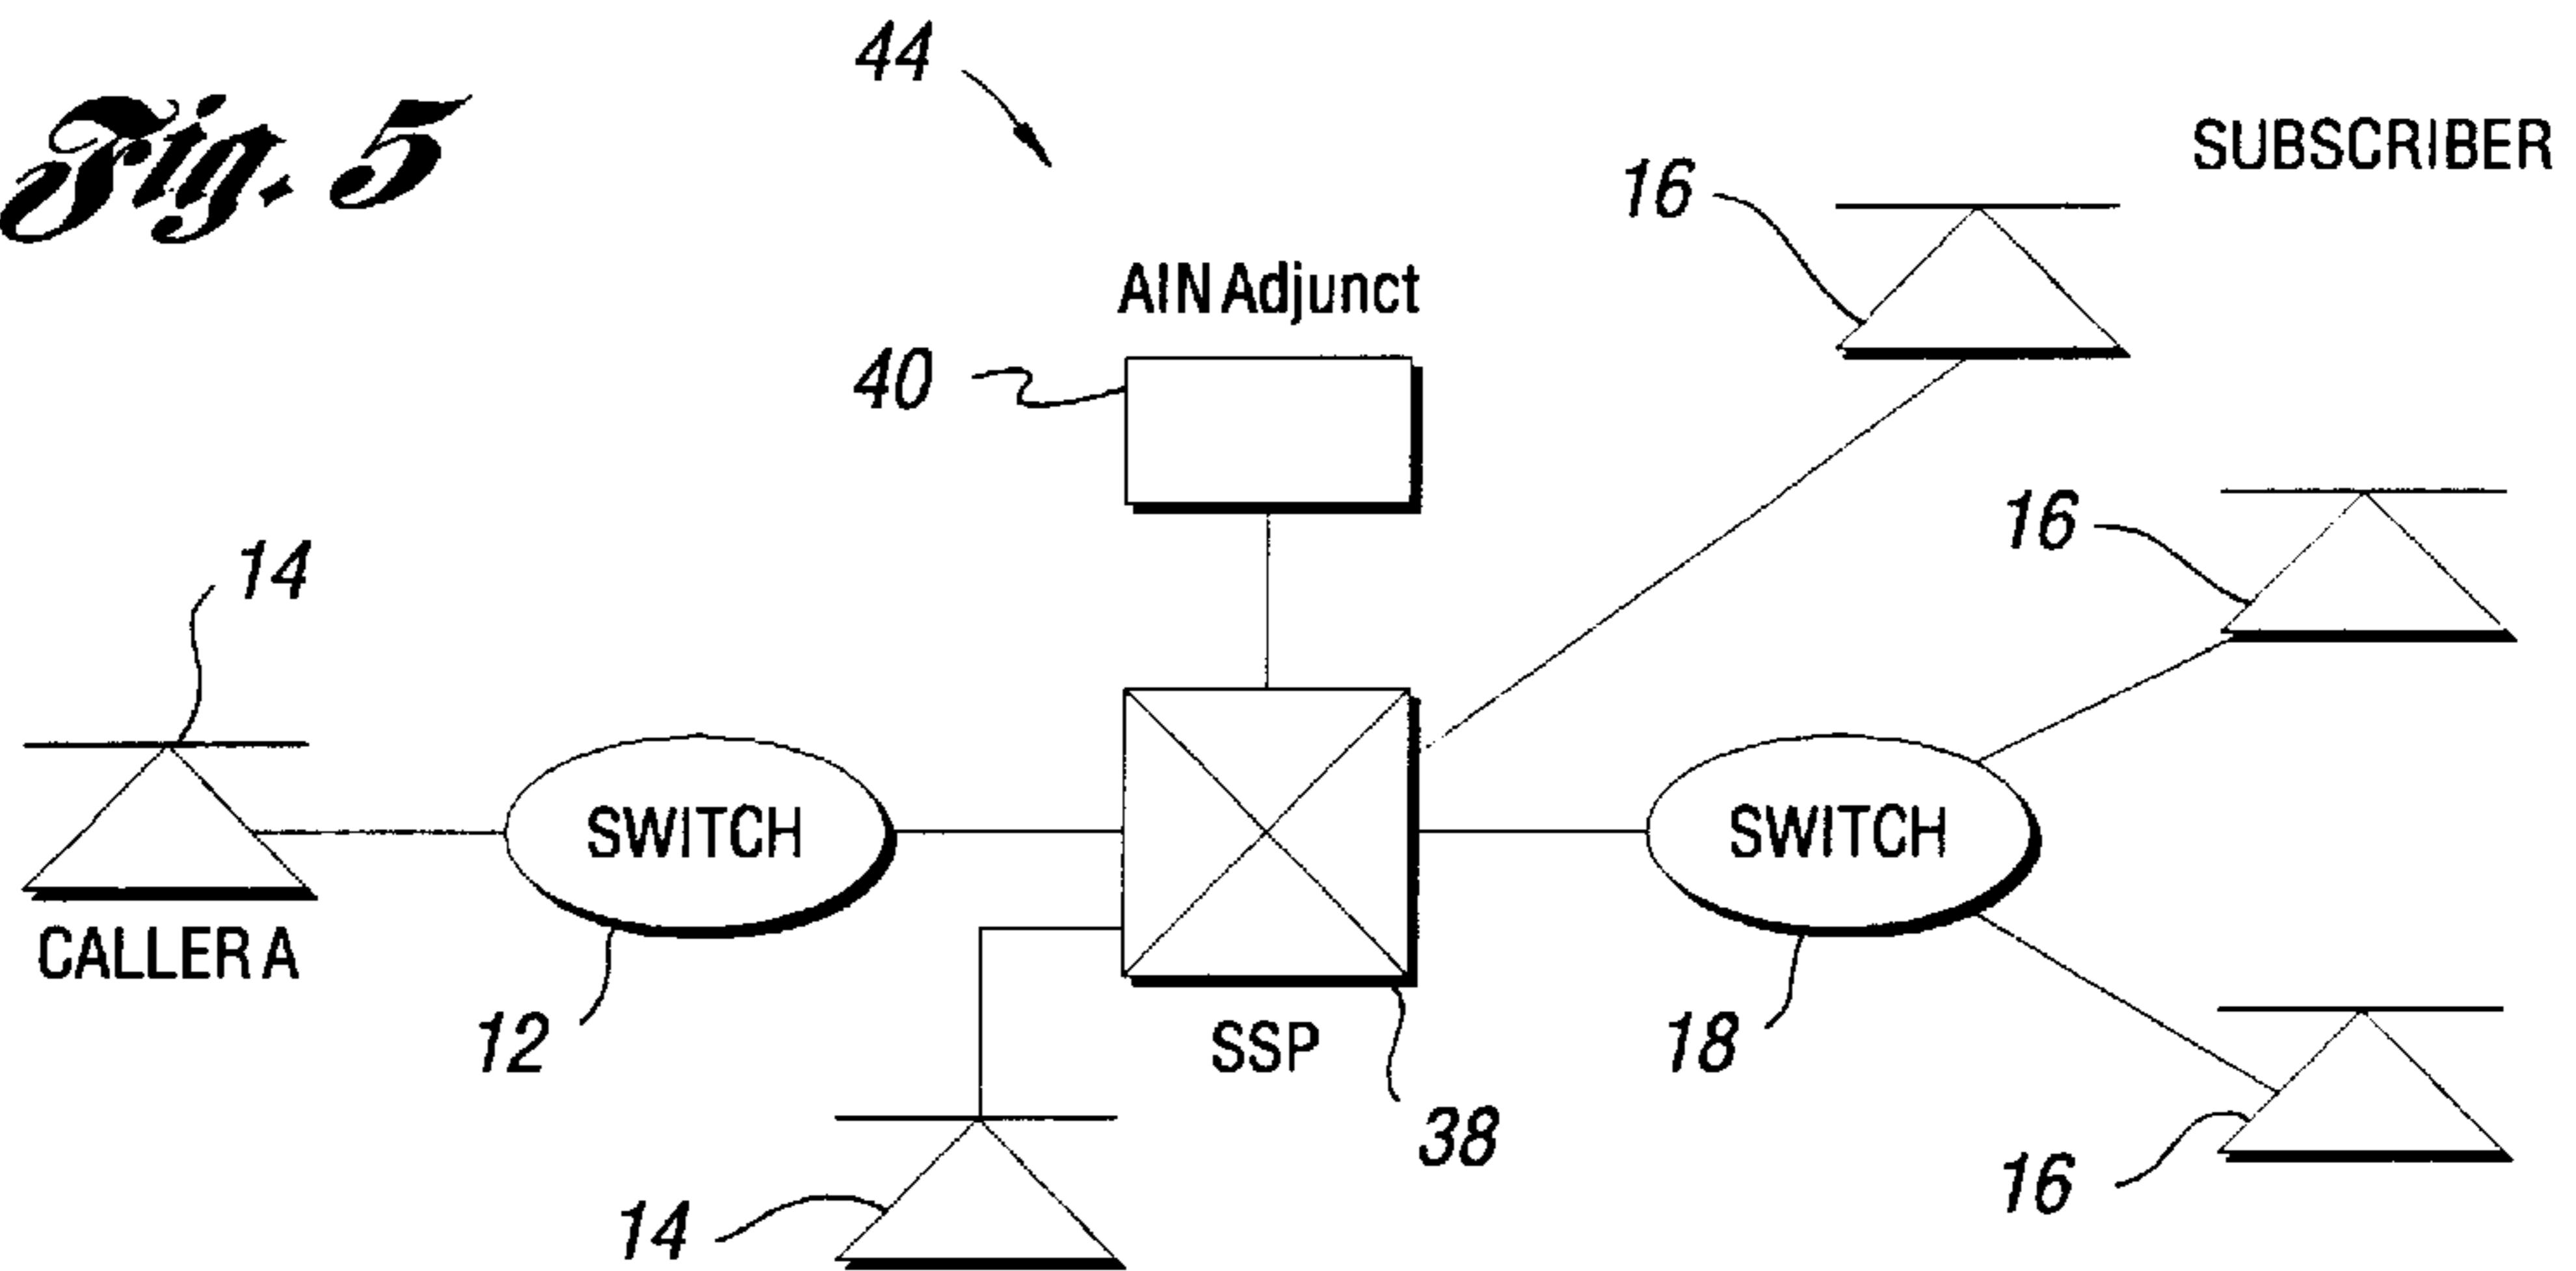 Fig. 5
44
SUBSCRIBER
16
AIN Adjunct
40
16
14
SWITCH
SWITCH
CALLER A
12
SSP
18
38
14
16